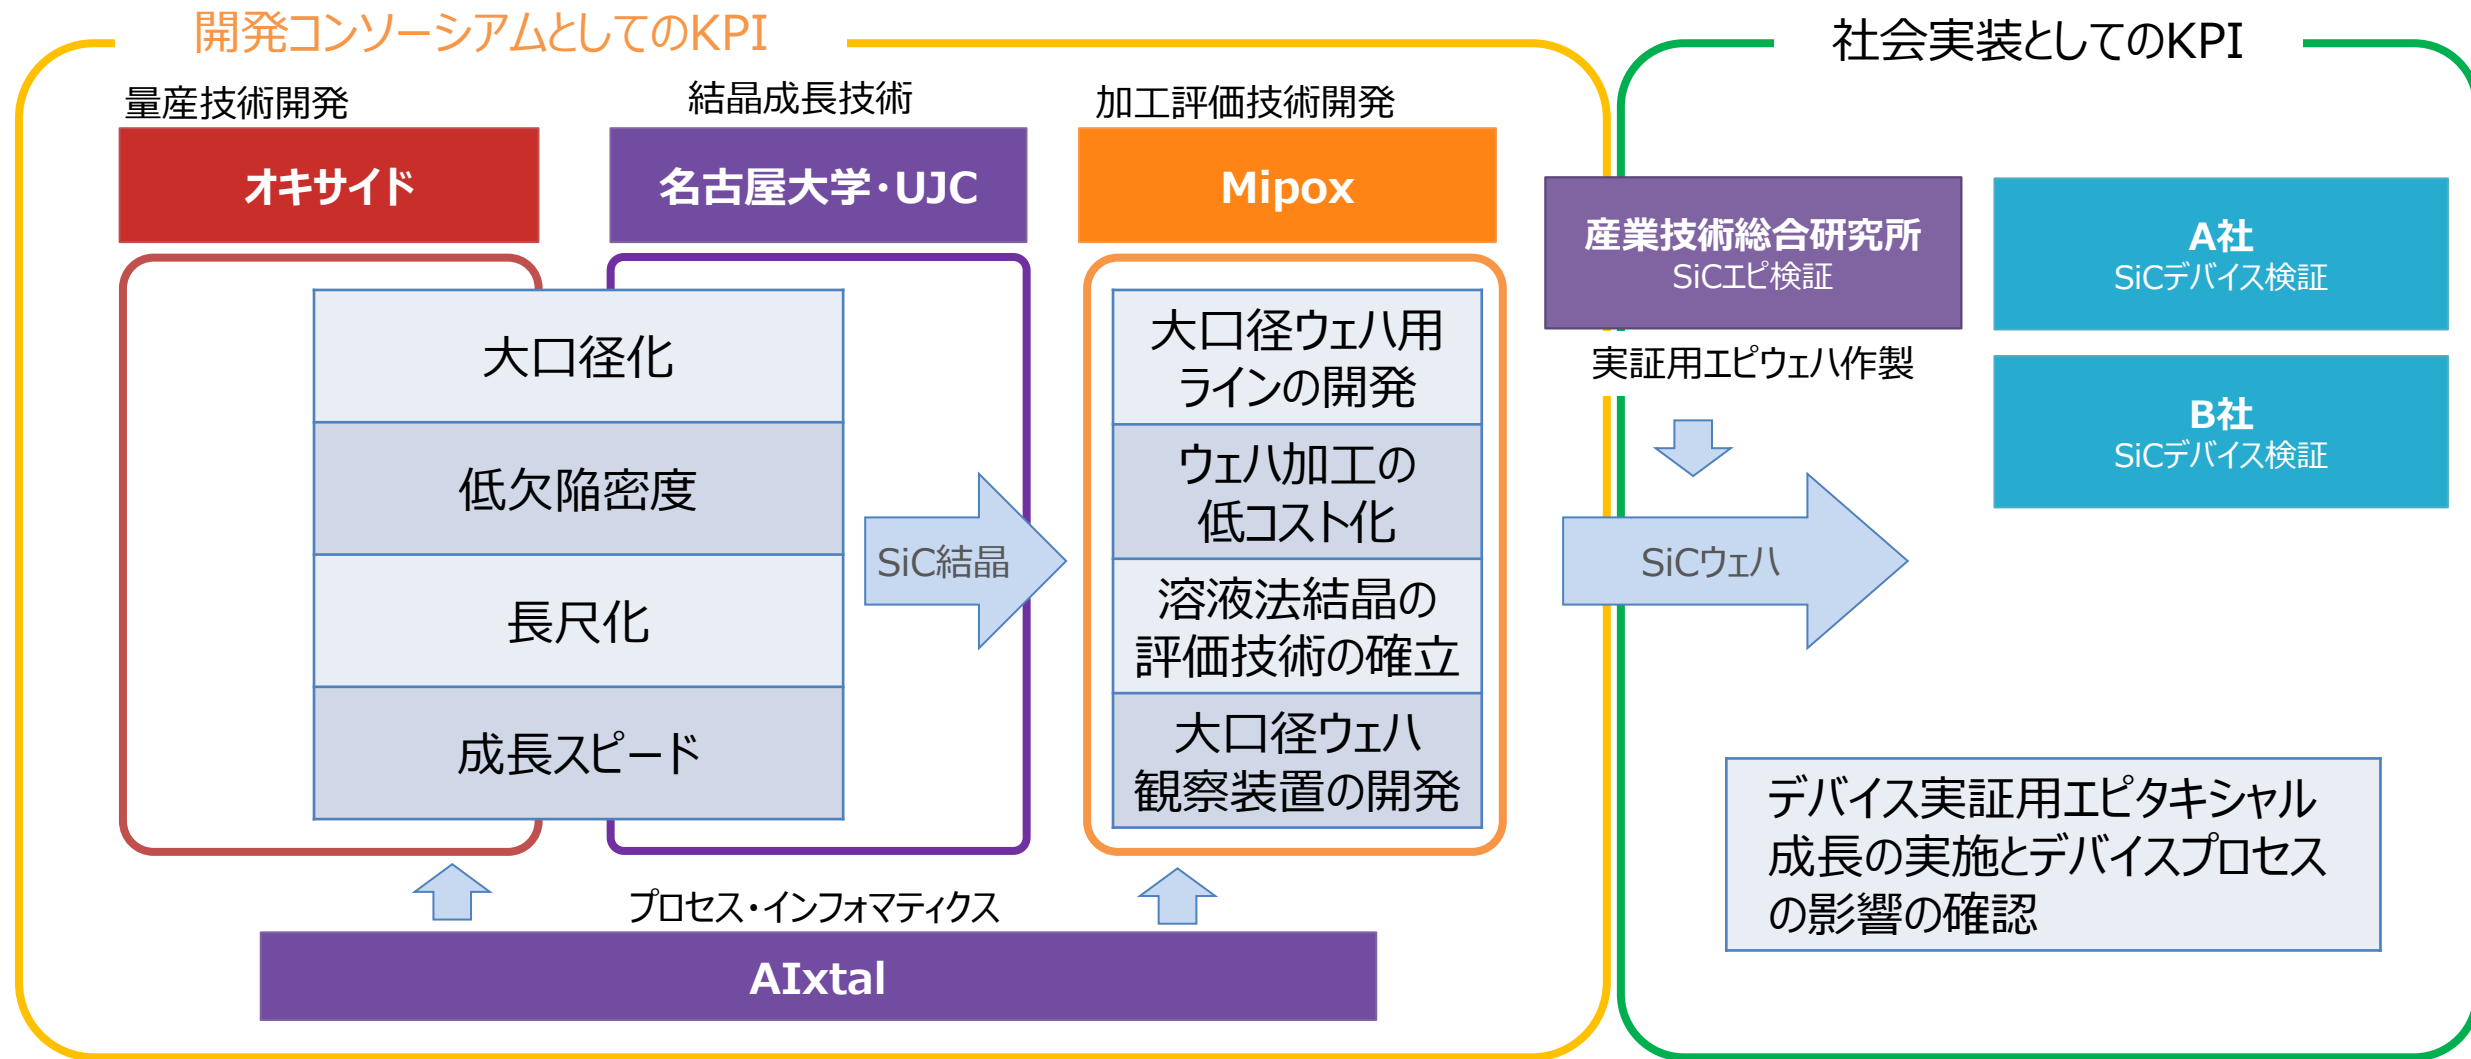 開発コンソーシアムとしてのKPI
社会実装としてのKPI
量産技術開発
結晶成長技術
加工評価技術開発
オキサイド
名古屋大学・UJC
Mipox
産業技術総合研究所
SiCエピ検証
A社
SiCデバイス検証
B社
SiCデバイス検証
実証用エピウェハ作製
大口径化
低欠陥密度
長尺化
成長スピード
SiC結晶
大口径ウェハ用
ラインの開発
ウェハ加工の
低コスト化
溶液法結晶の
評価技術の確立
大口径ウェハ
観察装置の開発
SiCウェハ
デバイス実証用エピタキシャル
成長の実施とデバイスプロセス
の影響の確認
プロセス・インフォマティクス
AIxtal